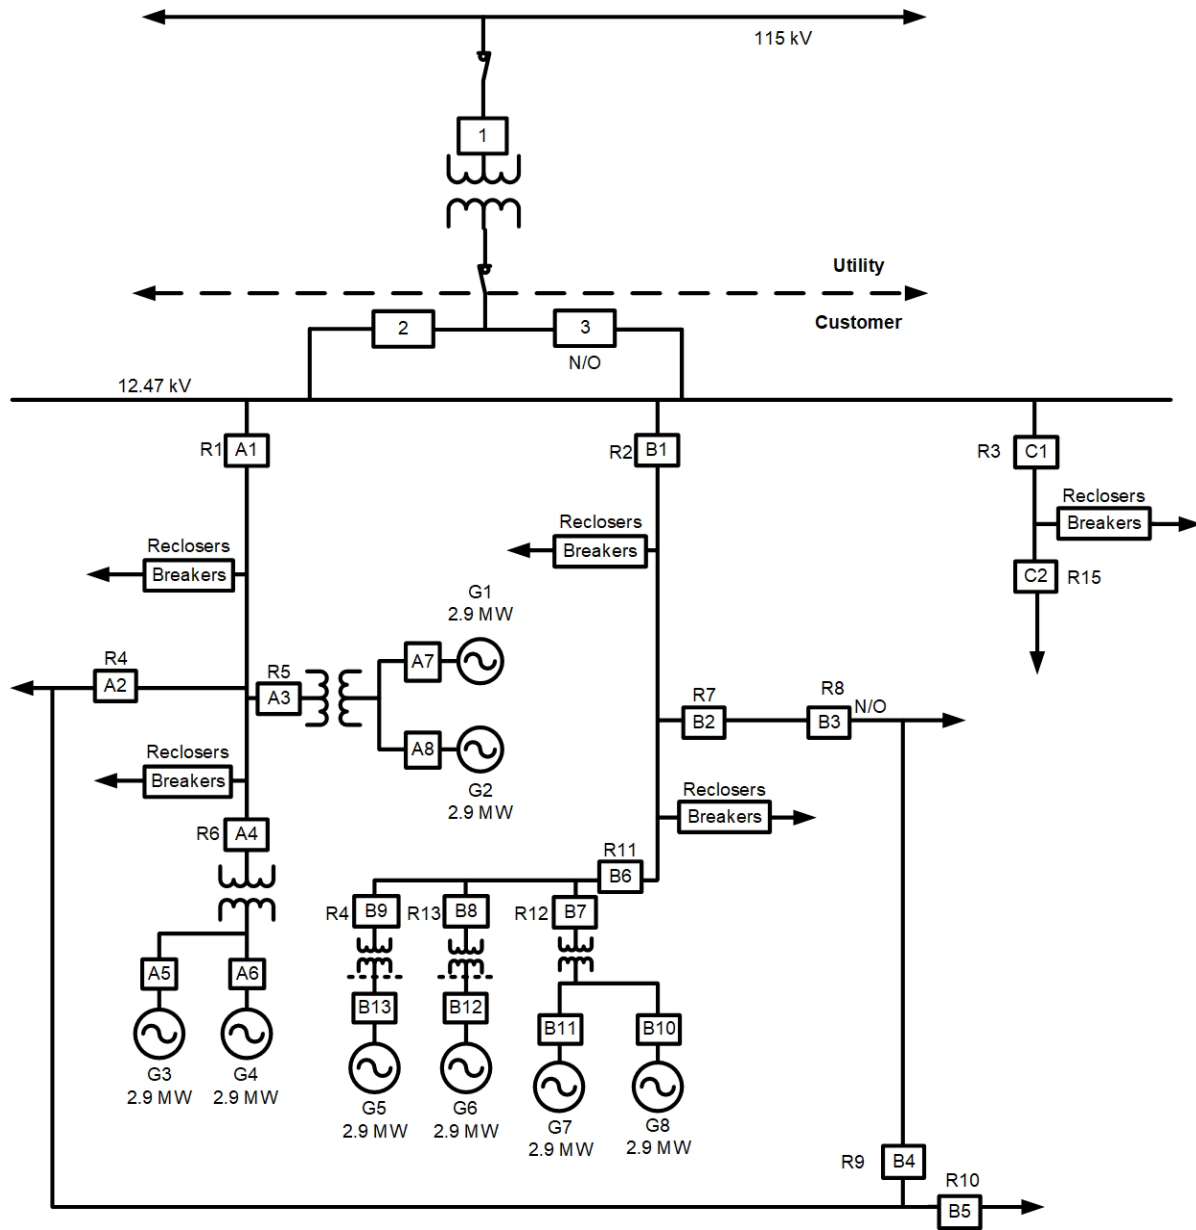 115 kV
1
Utility
2
3
Customer
N/O
12.47 kV
R1
A1
R2
B1
R3
C1
Reclosers
Breakers
Reclosers
Breakers
Reclosers
Breakers
C2
R15
G1
2.9 MW
R4
A2
R5
A3
A7
R7
B2
R8
B3
N/O
A8
G2
2.9 MW
Reclosers
Breakers
Reclosers
Breakers
R6
A4
R11
B6
R4
B9
R13
B8
R12
B7
A5
A6
B13
B12
B11
B10
G3
2.9 MW
G4
2.9 MW
G5
2.9 MW
G6
2.9 MW
G7
2.9 MW
G8
2.9 MW
R9
B4
R10
B5